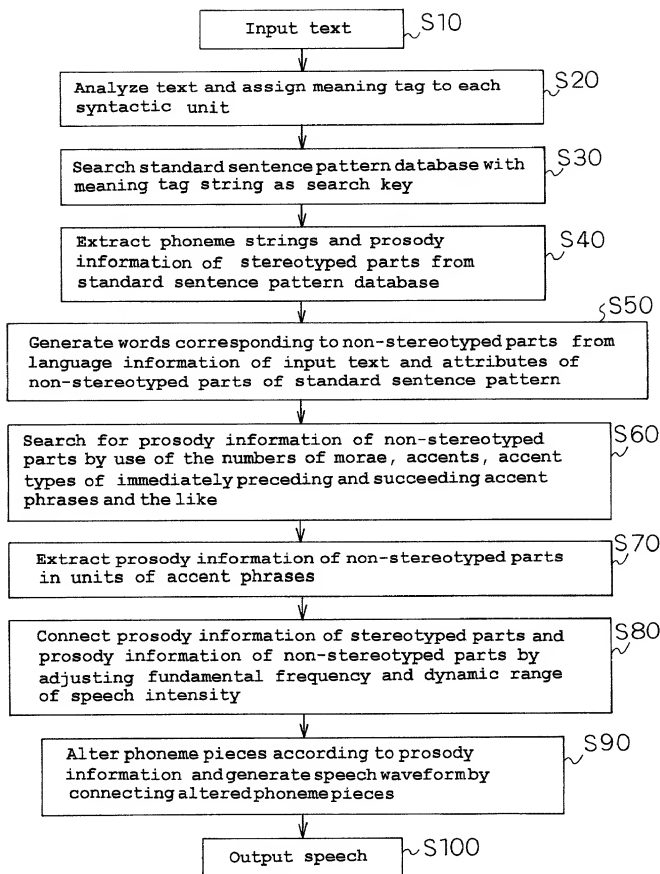 Input text
S10
Analyze text and assign meaning tag to each
syntactic unit
S20
Search standard sentence pattern database with
meaning tag string as search key
S30
Extract phoneme strings and prosody
information of stereotyped parts from
standard sentence pattern database
S40
S50
Generate words corresponding to non-stereotyped parts from
language information of input text and attributes of
non-stereotyped parts of standard sentence pattern
Search for prosody information of non-stereotyped
parts by use of the numbers of morae, accents, accent
types of immediately preceding and succeeding accent
phrases and the like
S60
Extract prosody information of non-stereotyped parts
in units of accent phrases
S70
Connect prosody information of stereotyped parts and
prosody information of non-stereotyped parts by
adjusting fundamental frequency and dynamic range
of speech intensity
S80
Alter phoneme pieces according to prosody
information and generate speech waveform by
connecting altered phoneme pieces
S90
Output speech
S100